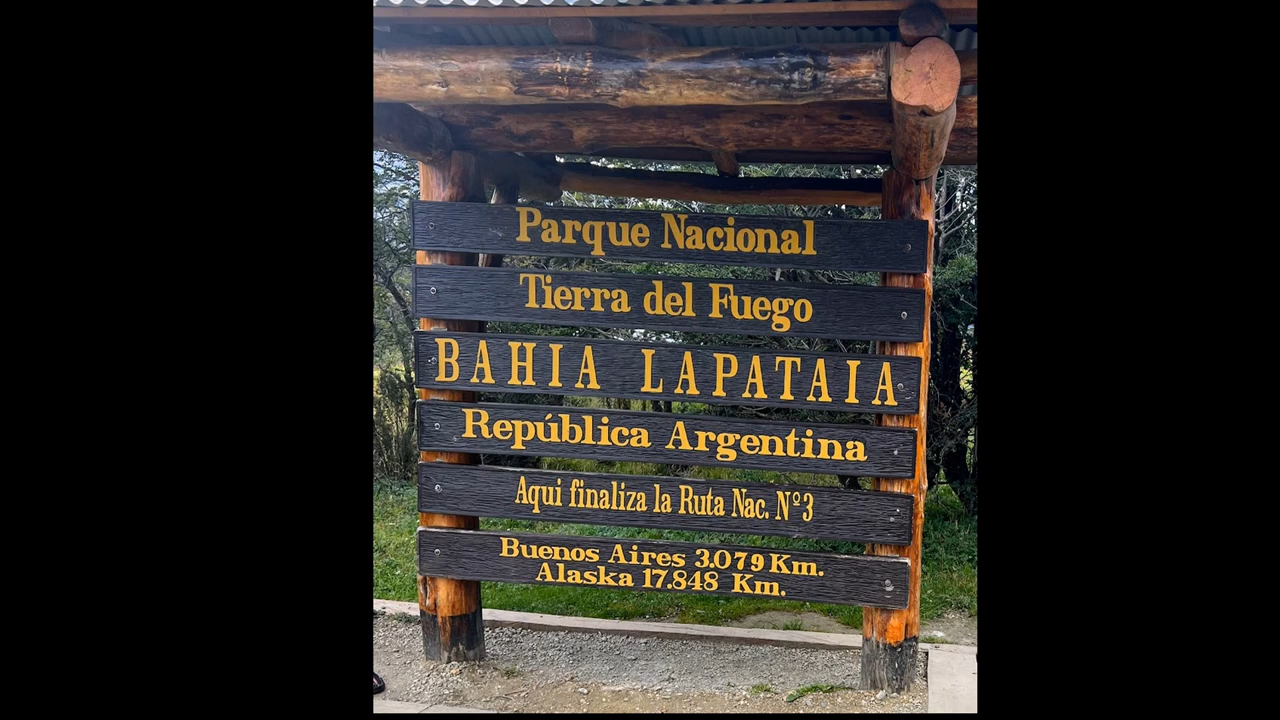 Parque Nacional
Tierra del Fuego
BAHIA LAPATAIA
República Argentina
Aqui finaliza la Ruta Nac. Nº3
Buenos Aires 3.079 Km.
Alaska 17.848 Km.